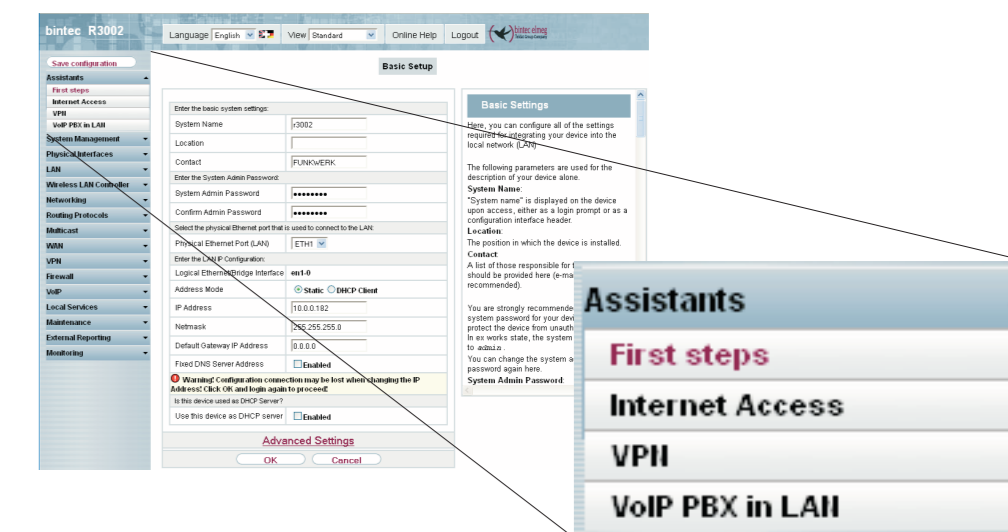 bintec R3002
Language English View Standard Online Help Logout bintec elmeg
Save configuration
Basic Setup
Assistants
First steps
Internet Access
VPN
VoIP PBX in LAN
System Management
Physical Interfaces
LAN
Wireless LAN Controller
Networking
Routing Protocols
Multicast
WAN
VPN
Firewall
VoIP
Local Services
Maintenance
External Reporting
Monitoring
Enter the basic system settings:
System Name r3002
Location
Contact FUNKWERK
Enter the System Admin Password:
System Admin Password ••••••••
Confirm Admin Password ••••••••
Select the physical Ethernet port that is used to connect to the LAN:
Physical Ethernet Port (LAN) ETH1
Enter the LAN IP Configuration:
Logical Ethernet/Bridge Interface en1-0
Address Mode Static DHCP Client
IP Address 10.0.0.182
Netmask 255.255.255.0
Default Gateway IP Address 0.0.0.0
Fixed DNS Server Address Enabled
Warning! Configuration connection may be lost when changing the IP
Address! Click OK and login again to proceed!
Is this device used as DHCP Server?
Use this device as DHCP server Enabled
Advanced Settings
OK Cancel
Basic Settings
Here, you can configure all of the settings
required for integrating your device into the
local network (LAN)
The following parameters are used for the
description of your device alone.
System Name:
"System name" is displayed on the device
upon access, either as a login prompt or as a
configuration interface header.
Location:
The position in which the device is installed.
Contact:
A list of those responsible for
should be provided here (e-ma
recommended).
You are strongly recommende
system password for your dev
protect the device from unauth
In ex works state, the system
to admin.
You can change the system a
password again here.
System Admin Password:
Assistants
First steps
Internet Access
VPN
VoIP PBX in LAN